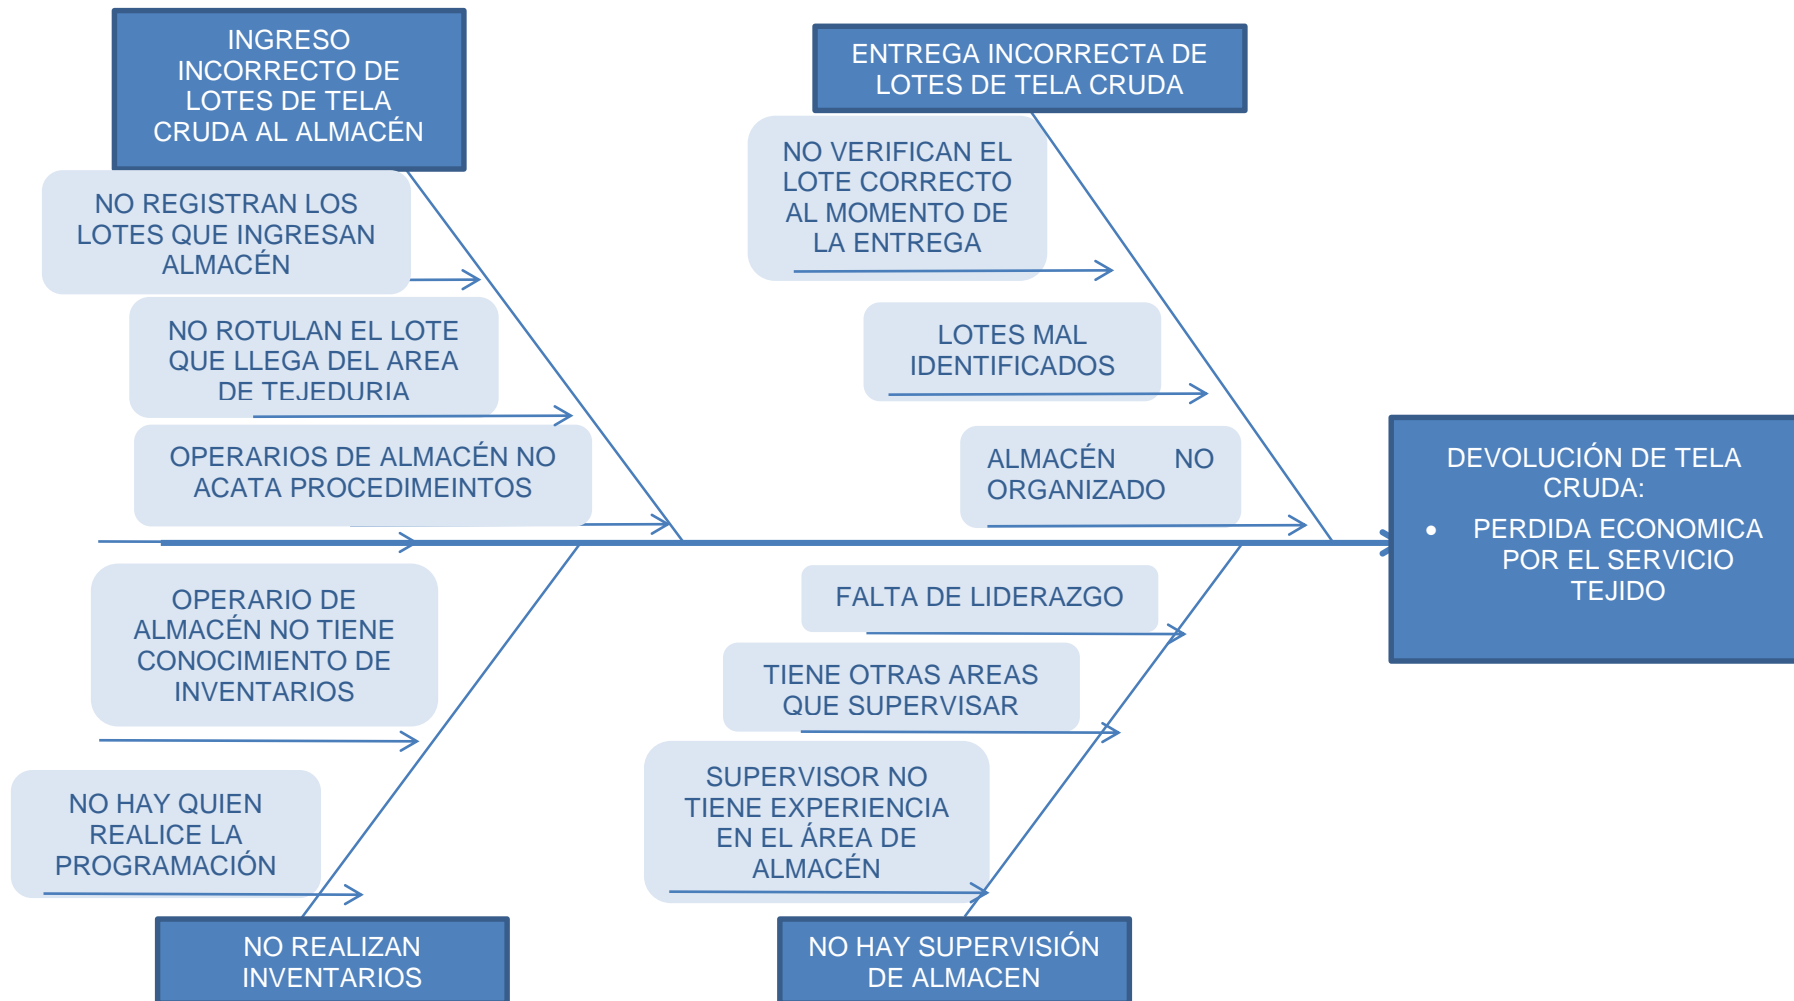 INGRESO
INCORRECTO DE
LOTES DE TELA
CRUDA AL ALMACÉN
ENTREGA INCORRECTA DE
LOTES DE TELA CRUDA
NO REGISTRAN LOS
LOTES QUE INGRESAN
ALMACÉN
NO VERIFICAN EL
LOTE CORRECTO
AL MOMENTO DE
LA ENTREGA
NO ROTULAN EL LOTE
QUE LLEGA DEL AREA
DE TEJEDURIA
LOTES MAL
IDENTIFICADOS
OPERARIOS DE ALMACÉN NO
ACATA PROCEDIMEINTOS
ALMACÉN NO
ORGANIZADO
DEVOLUCIÓN DE TELA
CRUDA:
• PERDIDA ECONOMICA
POR EL SERVICIO
TEJIDO
OPERARIO DE
ALMACÉN NO TIENE
CONOCIMIENTO DE
INVENTARIOS
FALTA DE LIDERAZGO
TIENE OTRAS AREAS
QUE SUPERVISAR
NO HAY QUIEN
REALICE LA
PROGRAMACIÓN
SUPERVISOR NO
TIENE EXPERIENCIA
EN EL ÁREA DE
ALMACÉN
NO REALIZAN
INVENTARIOS
NO HAY SUPERVISIÓN
DE ALMACEN